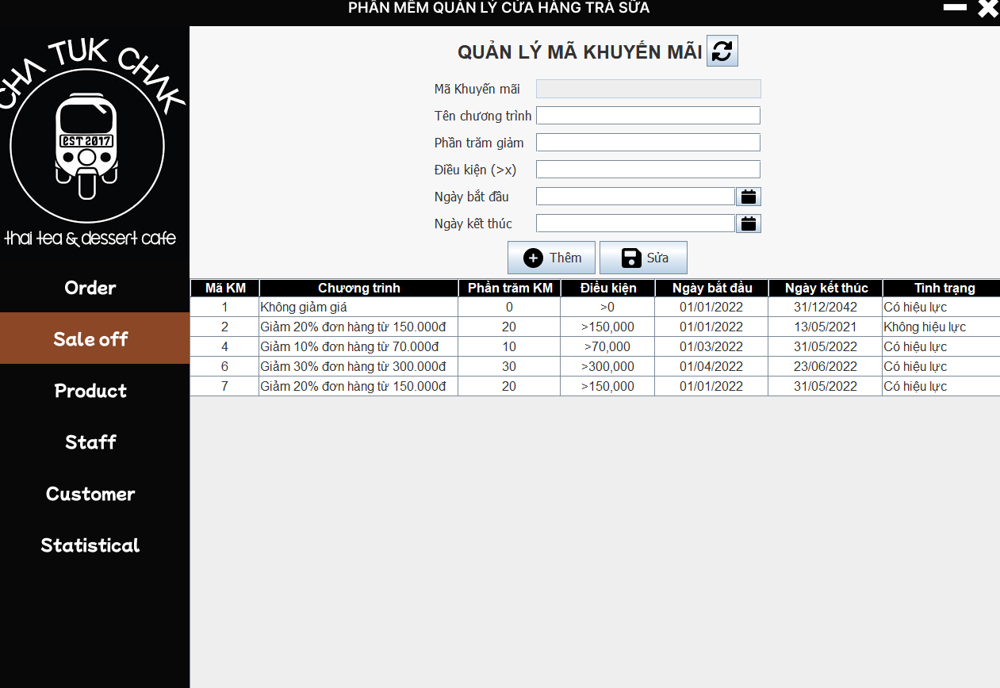 PHẦN MỀM QUẢN LÝ CỬA HÀNG TRÀ SỮA
CHA TUK CHAK
EST 2017
thai tea & dessert cafe
Order
Sale off
Product
Staff
Customer
Statistical
QUẢN LÝ MÃ KHUYẾN MÃI
Mã Khuyến mãi
Tên chương trình
Phần trăm giảm
Điều kiện (>x)
Ngày bắt đầu
Ngày kết thúc
Thêm Sửa
Mã KM Chương trình Phần trăm KM Điều kiện Ngày bắt đầu Ngày kết thúc Tình trạng
1 Không giảm giá 0 >0 01/01/2022 31/12/2042 Có hiệu lực
2 Giảm 20% đơn hàng từ 150.000đ 20 >150,000 01/01/2022 13/05/2021 Không hiệu lực
4 Giảm 10% đơn hàng từ 70.000đ 10 >70,000 01/03/2022 31/05/2022 Có hiệu lực
6 Giảm 30% đơn hàng từ 300.000đ 30 >300,000 01/04/2022 23/06/2022 Có hiệu lực
7 Giảm 20% đơn hàng từ 150.000đ 20 >150,000 01/01/2022 31/05/2022 Có hiệu lực